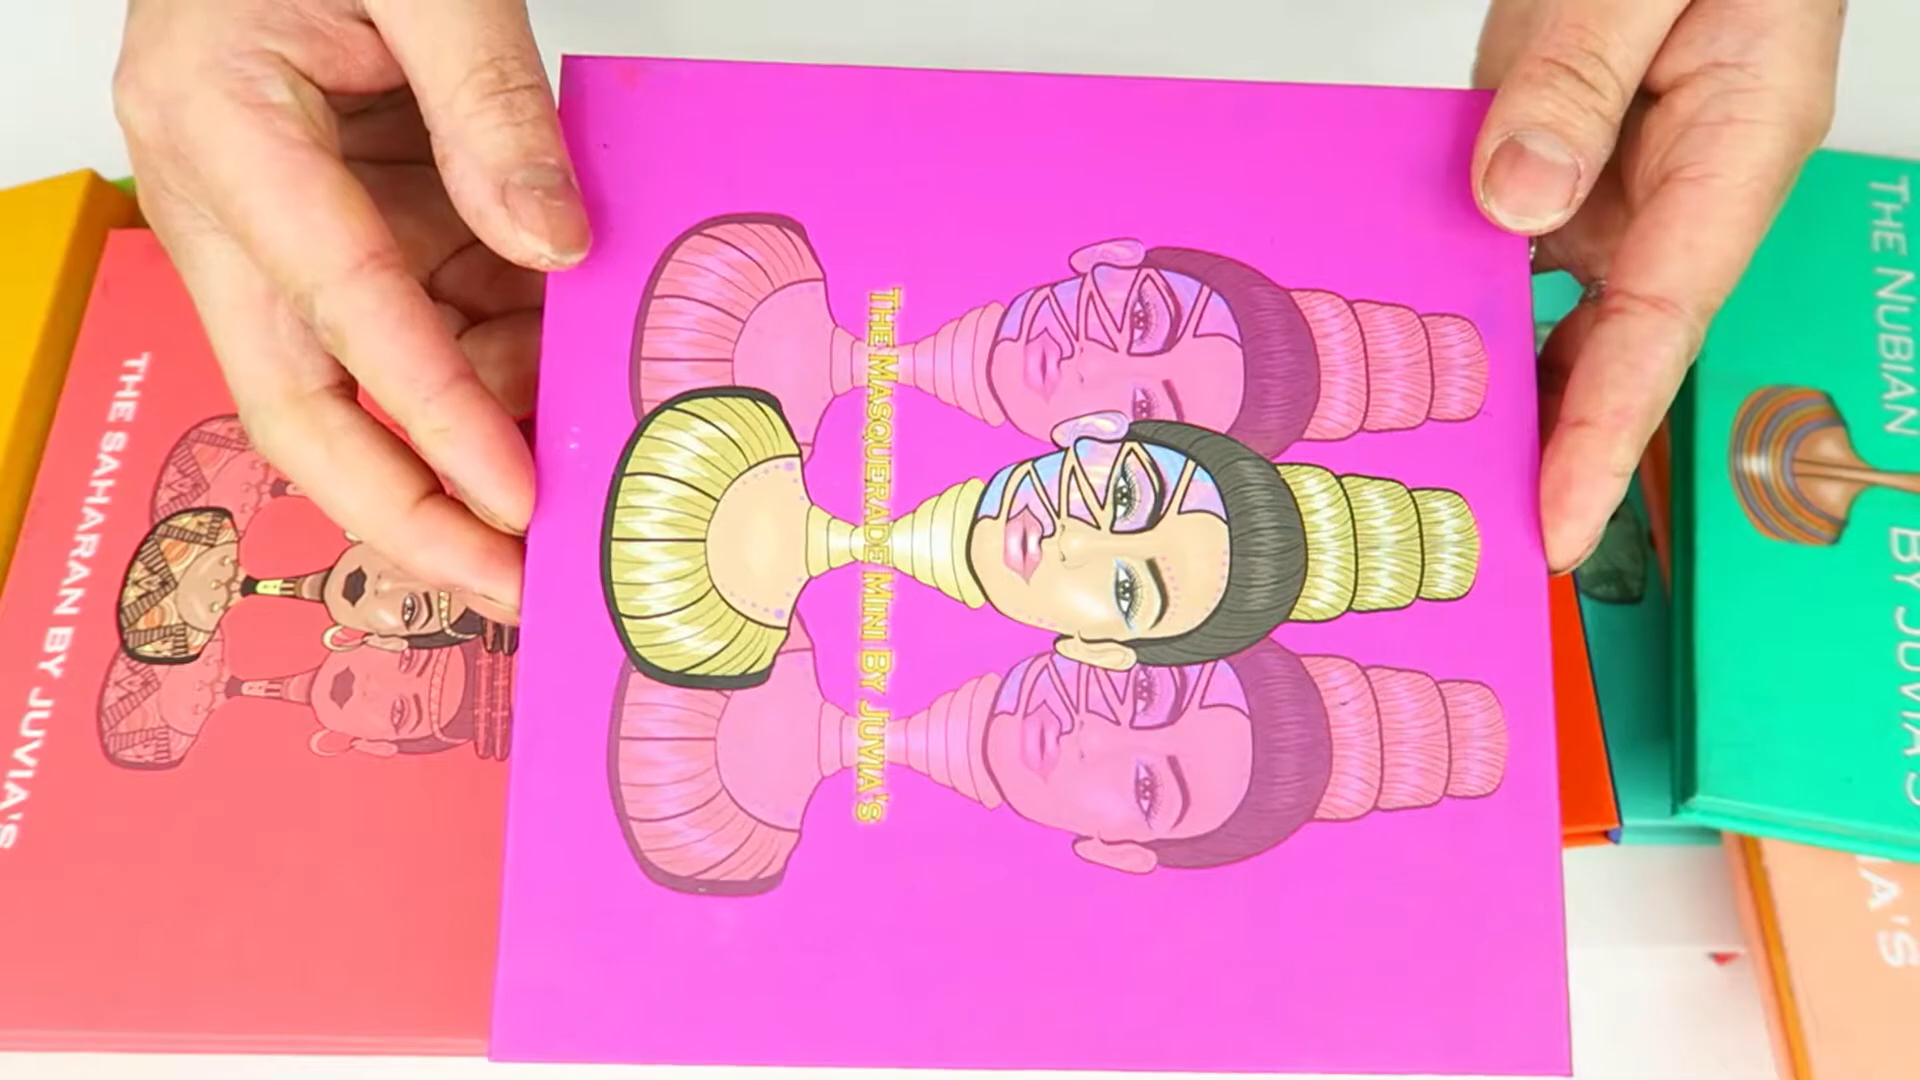 THE SAHARAN BY JUVIA'S
THE MASQUERADE MINI BY JUVIA'S
THE NUBIAN
BY JUVIA'S
A'S